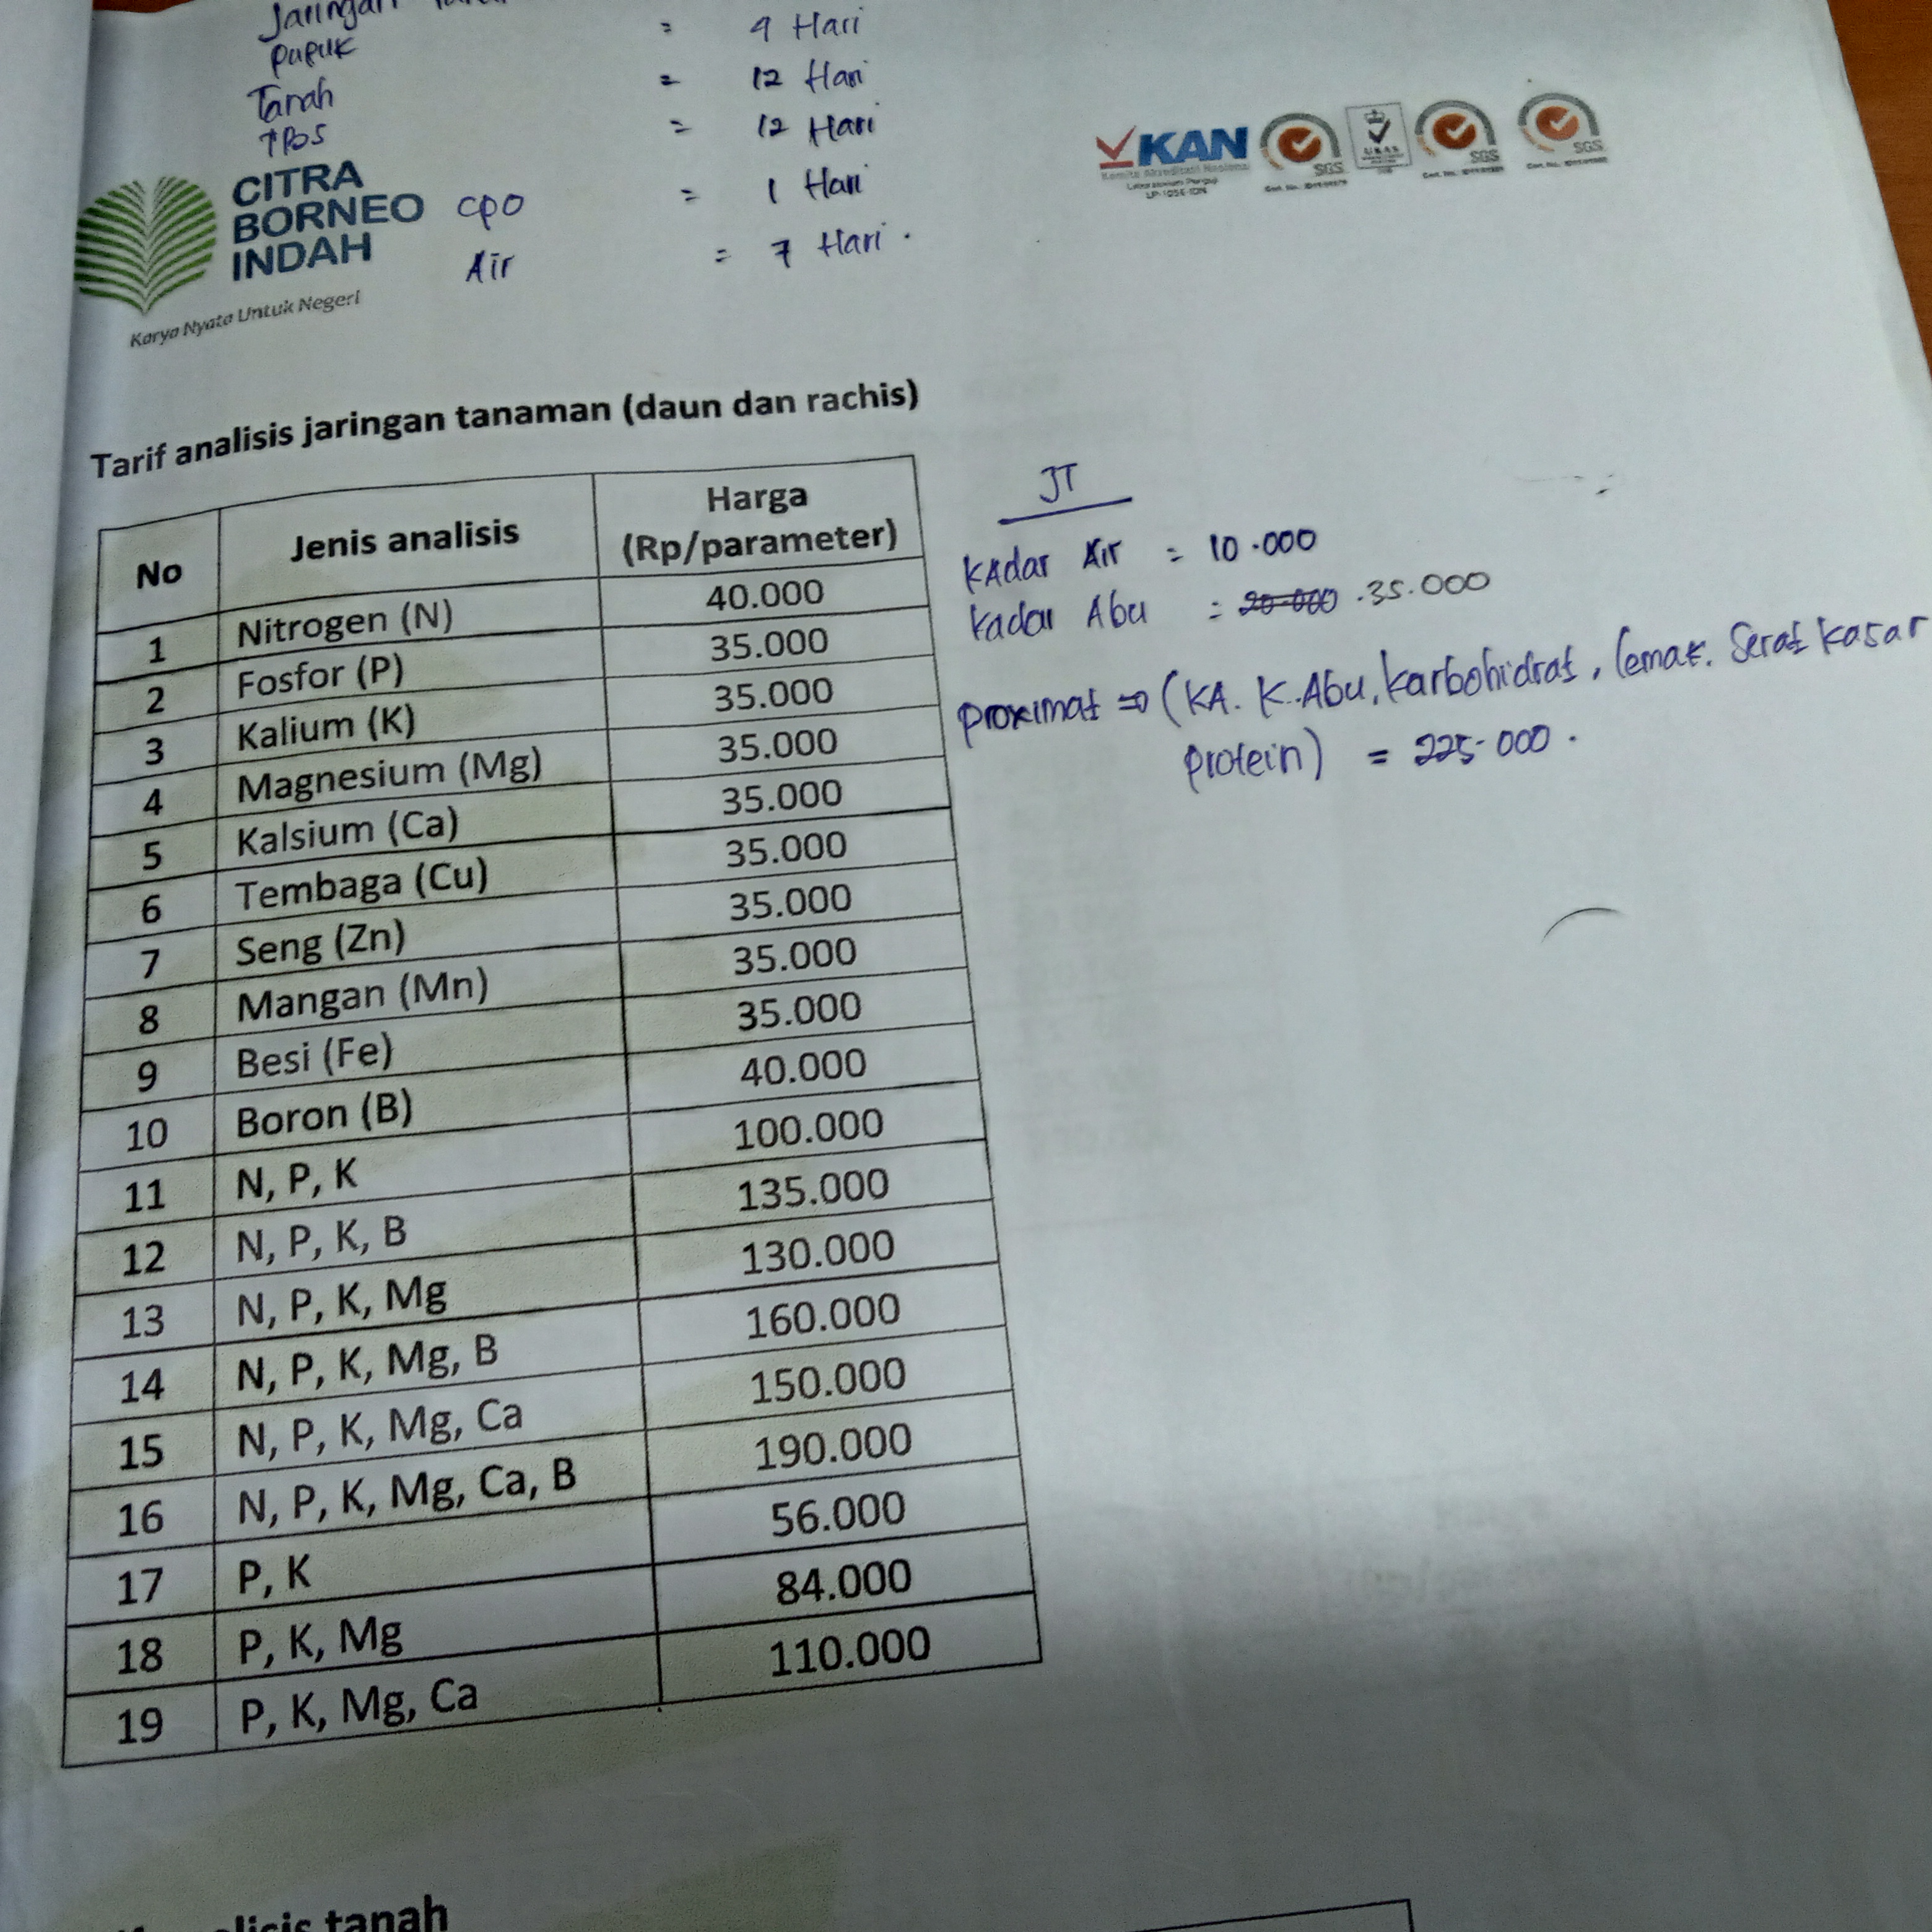 Jaringan
pupuk = 9 Hari
Tanah = 12 Hari
= 12 Hari
CITRA
BORNEO
INDAH
Karya Nyata Untuk Negeri
CPO = 1 Hari
Air = 7 Hari.
KAN
Komite Akreditasi Nasional
Laboratorium Penguji
LP-1056-IDN
SGS
UKAS
SGS
SGS
Tarif analisis jaringan tanaman (daun dan rachis)
No Jenis analisis Harga (Rp/parameter)
1 Nitrogen (N) 40.000
2 Fosfor (P) 35.000
3 Kalium (K) 35.000
4 Magnesium (Mg) 35.000
5 Kalsium (Ca) 35.000
6 Tembaga (Cu) 35.000
7 Seng (Zn) 35.000
8 Mangan (Mn) 35.000
9 Besi (Fe) 35.000
10 Boron (B) 40.000
11 N, P, K 100.000
12 N, P, K, B 135.000
13 N, P, K, Mg 130.000
14 N, P, K, Mg, B 160.000
15 N, P, K, Mg, Ca 150.000
16 N, P, K, Mg, Ca, B 190.000
17 P, K 56.000
18 P, K, Mg 84.000
19 P, K, Mg, Ca 110.000
JT
Kadar Air = 10.000
Kadar Abu = 20.000 .35.000
proximat => (KA. K.Abu, karbohidrat, lemak. Serat kasar
protein) = 225.000.
tanah